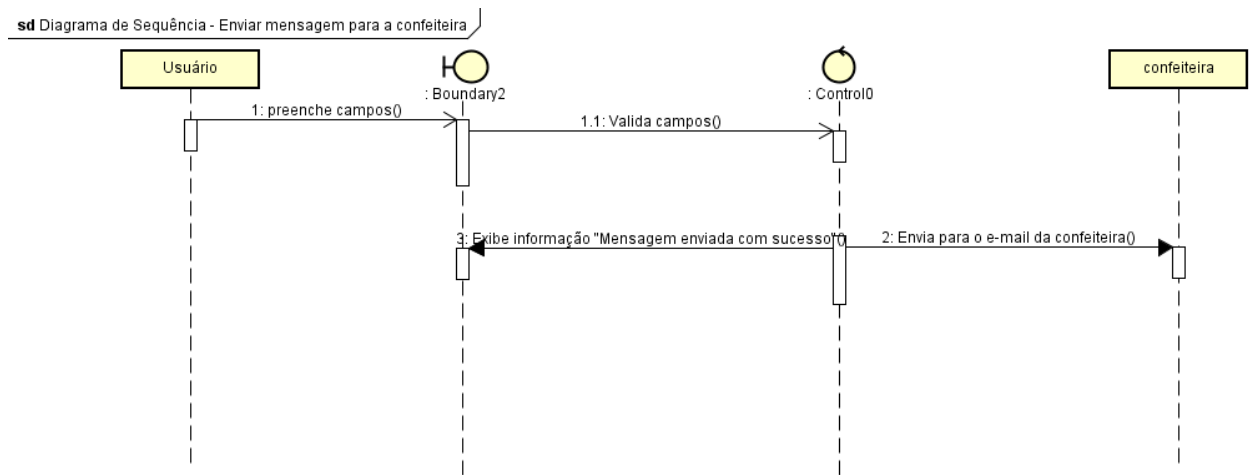 sd Diagrama de Sequência - Enviar mensagem para a confeiteira
Usuário
: Boundary2
: Control0
confeiteira
1: preenche campos()
1.1: Valida campos()
3: Exibe informação "Mensagem enviada com sucesso"()
2: Envia para o e-mail da confeiteira()